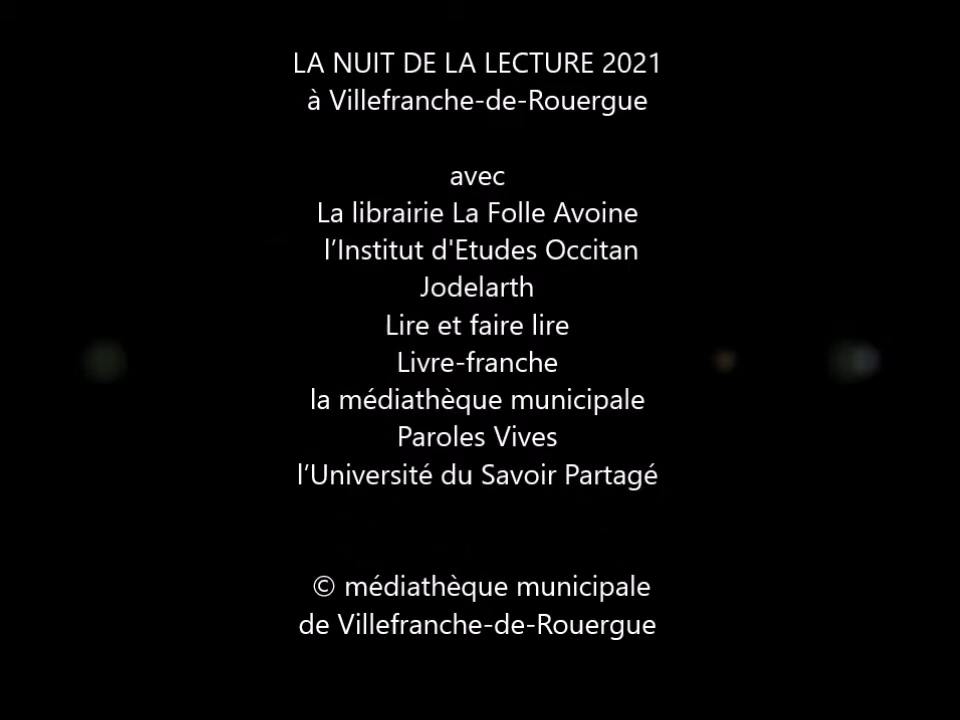 LA NUIT DE LA LECTURE 2021
à Villefranche-de-Rouergue
avec
La librairie La Folle Avoine
l’Institut d'Etudes Occitan
Jodelarth
Lire et faire lire
Livre-franche
la médiathèque municipale
Paroles Vives
l’Université du Savoir Partagé
© médiathèque municipale
de Villefranche-de-Rouergue